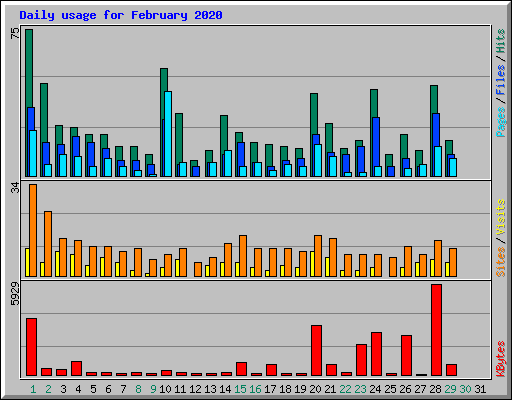 Daily usage for February 2020
75
Pages / Files / Hits
34
Sites / Visits
5929
KBytes
1 2 3 4 5 6 7 8 9 10 11 12 13 14 15 16 17 18 19 20 21 22 23 24 25 26 27 28 29 30 31